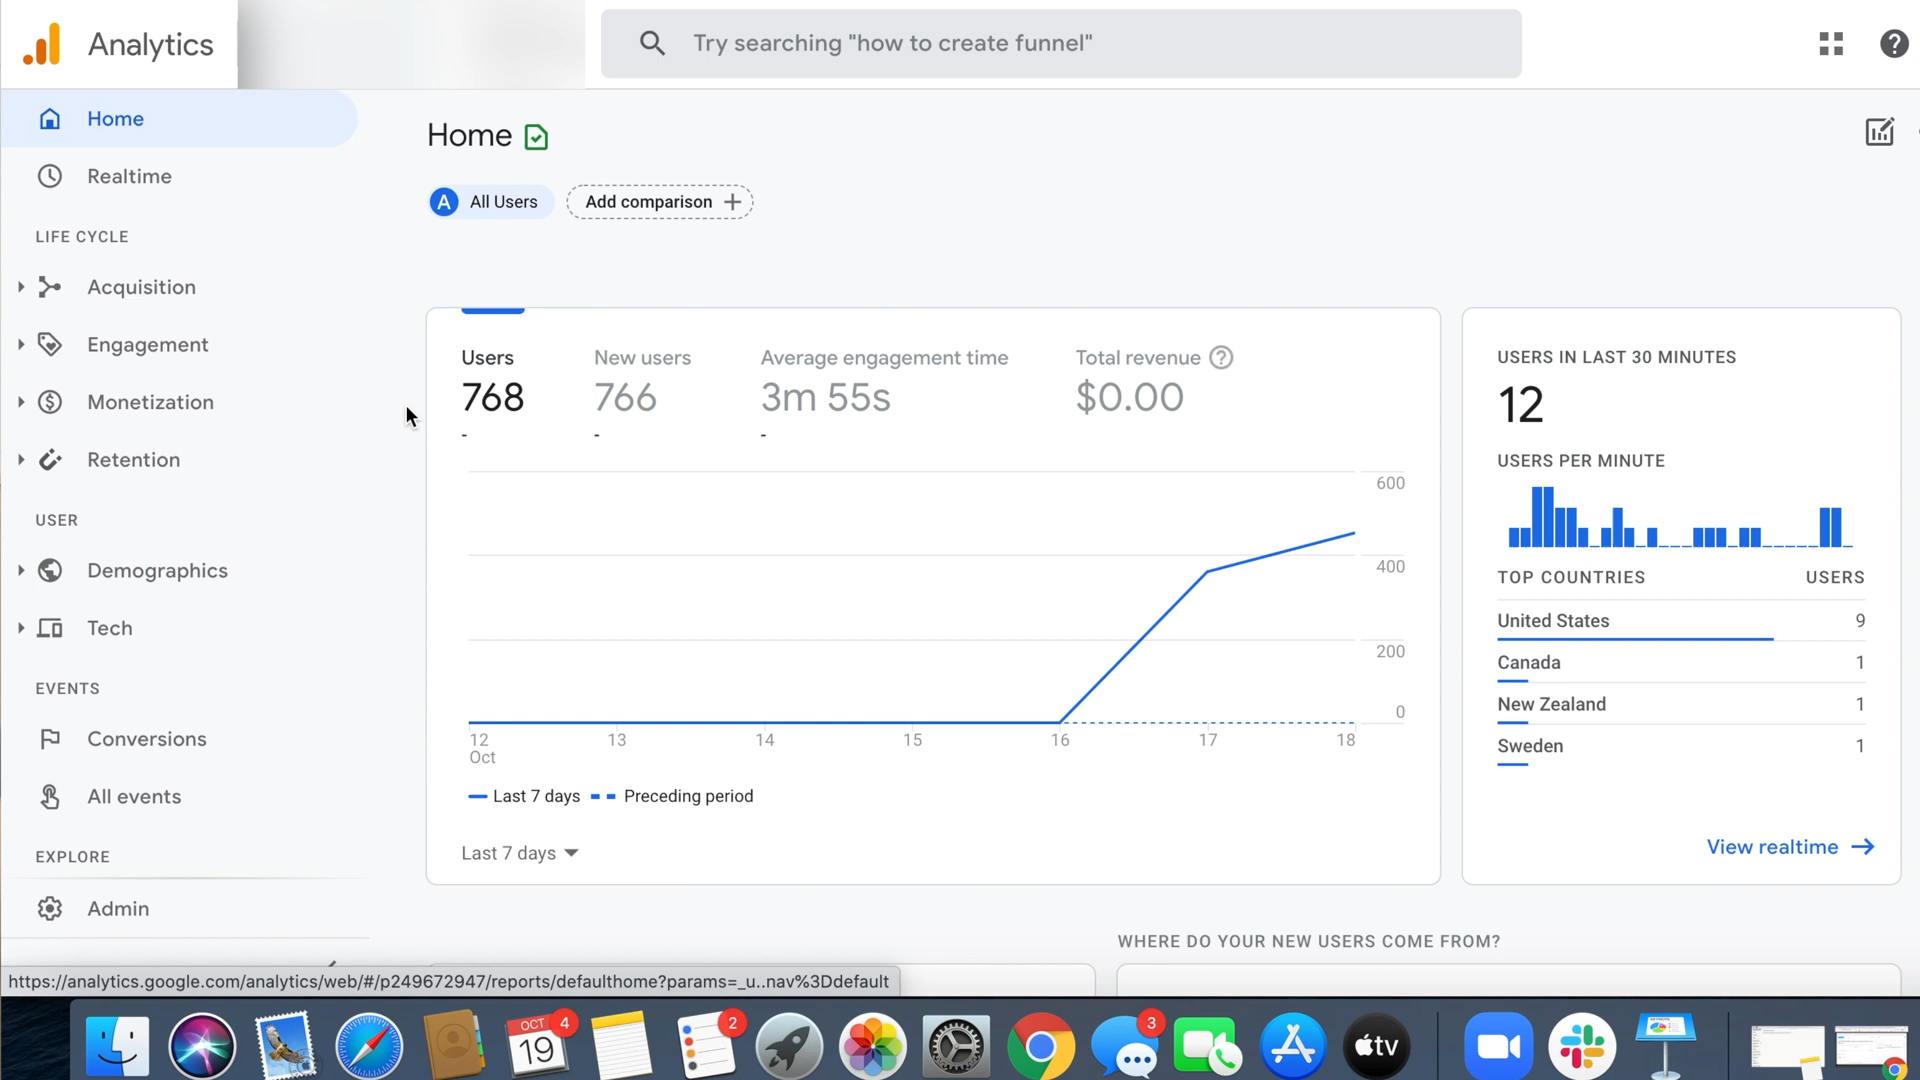 Analytics
Try searching "how to create funnel"
Home
Realtime
LIFE CYCLE
Acquisition
Engagement
Monetization
Retention
USER
Demographics
Tech
EVENTS
Conversions
All events
EXPLORE
Admin
Home
A All Users
Add comparison +
Users
768
-
New users
766
-
Average engagement time
3m 55s
-
Total revenue ?
$0.00
600
400
200
0
12 13 14 15 16 17 18
Oct
Last 7 days Preceding period
Last 7 days
USERS IN LAST 30 MINUTES
12
USERS PER MINUTE
TOP COUNTRIES USERS
United States 9
Canada 1
New Zealand 1
Sweden 1
View realtime
WHERE DO YOUR NEW USERS COME FROM?
https://analytics.google.com/analytics/web/#/p249672947/reports/defaulthome?params=_u..nav%3Ddefault
OCT 4
19
2
3
tv